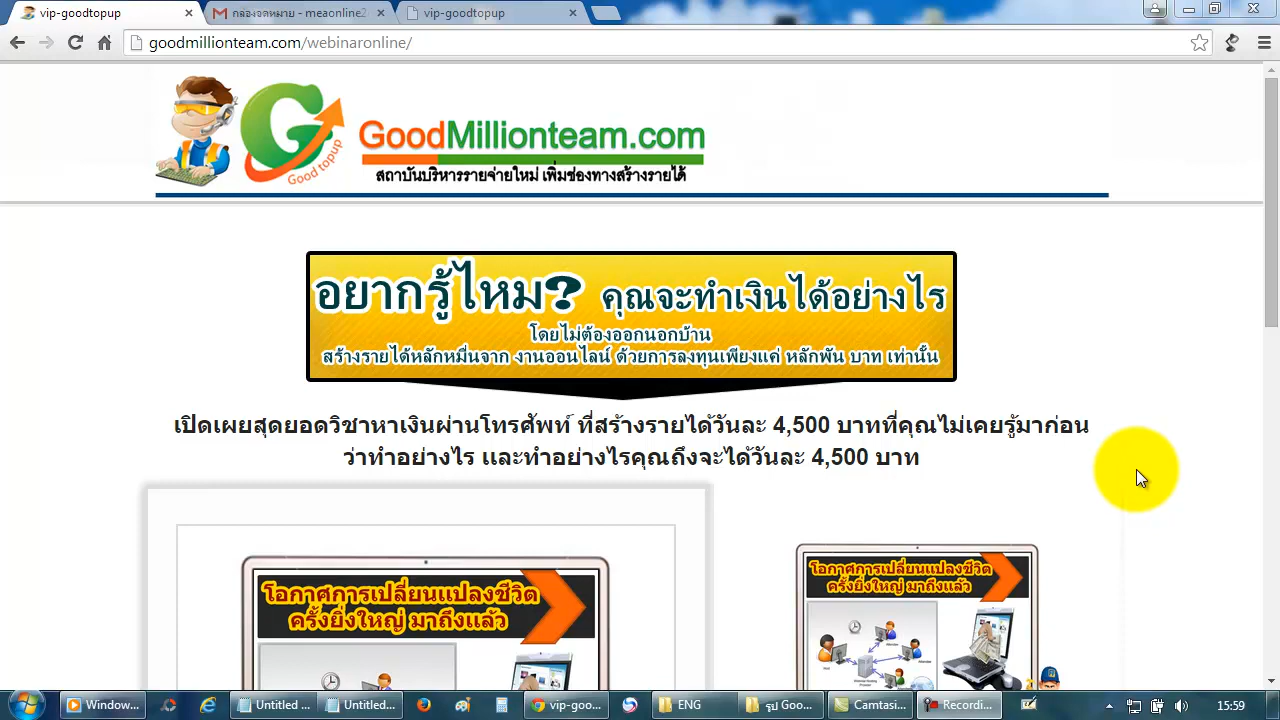 vip-goodtopup
กล่องจดหมาย - meaonline2
vip-goodtopup
goodmillionteam.com/webinaronline/
G
Good topup
GoodMillionteam.com
สถาบันบริหารรายจ่ายใหม่ เพิ่มช่องทางสร้างรายได้
อยากรู้ไหม? คุณจะทำเงินได้อย่างไร
โดยไม่ต้องออกนอกบ้าน
สร้างรายได้หลักหมื่นจาก งานออนไลน์ ด้วยการลงทุนเพียงแค่ หลักพัน บาท เท่านั้น
เปิดเผยสุดยอดวิชาหาเงินผ่านโทรศัพท์ ที่สร้างรายได้วันละ 4,500 บาทที่คุณไม่เคยรู้มาก่อน
ว่าทำอย่างไร และทำอย่างไรคุณถึงจะได้วันละ 4,500 บาท
โอกาศการเปลี่ยนแปลงชีวิต
ครั้งยิ่งใหญ่ มาถึงแล้ว
โอกาศการเปลี่ยนแปลงชีวิต
ครั้งยิ่งใหญ่ มาถึงแล้ว
Window... Untitled ... Untitled... vip-goo... ENG รูป Goo... Camtasi... Recordi... 15:59